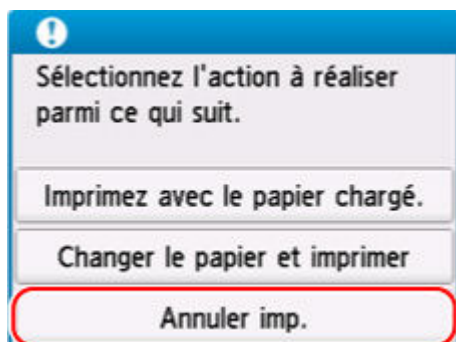 Sélectionnez l'action à réaliser
parmi ce qui suit.
Imprimez avec le papier chargé.
Changer le papier et imprimer
Annuler imp.